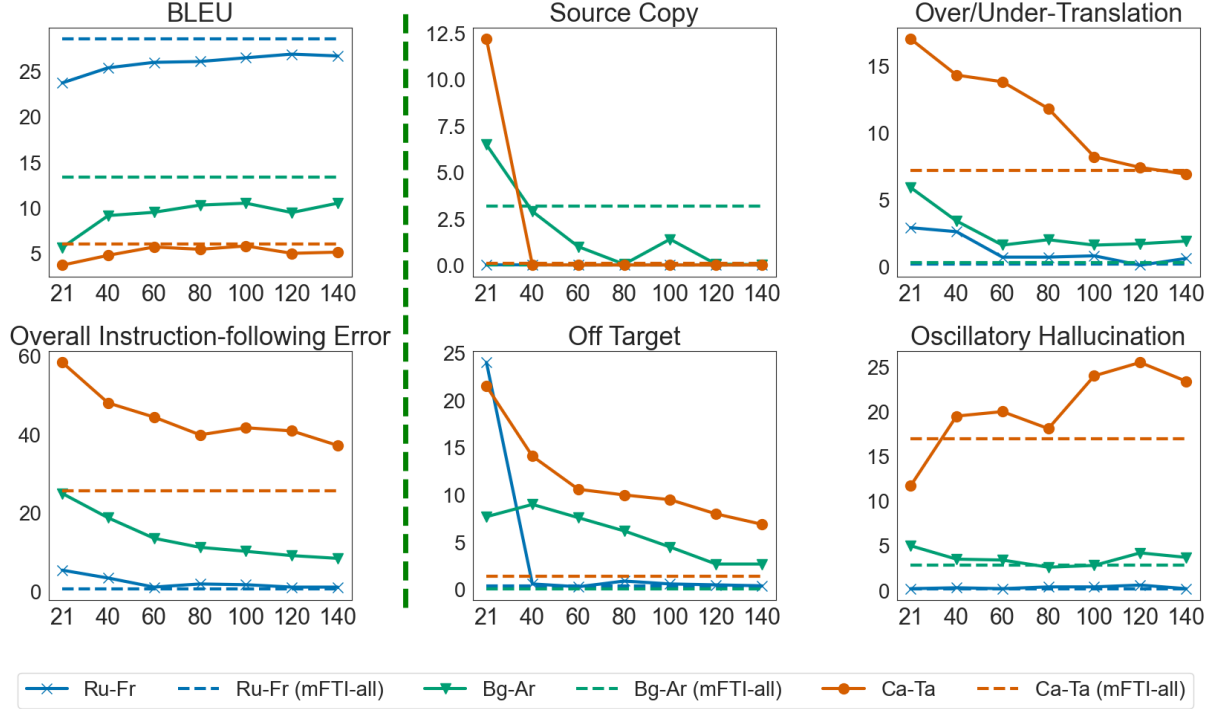 BLEU
25
20
15
10
5
21 40 60 80 100 120 140
Source Copy
12.5
10.0
7.5
5.0
2.5
0.0
21 40 60 80 100 120 140
Over/Under-Translation
15
10
5
0
21 40 60 80 100 120 140
Overall Instruction-following Error
60
40
20
0
21 40 60 80 100 120 140
Off Target
25
20
15
10
5
0
21 40 60 80 100 120 140
Oscillatory Hallucination
25
20
15
10
5
0
21 40 60 80 100 120 140
Ru-Fr Ru-Fr (mFTI-all) Bg-Ar Bg-Ar (mFTI-all) Ca-Ta Ca-Ta (mFTI-all)